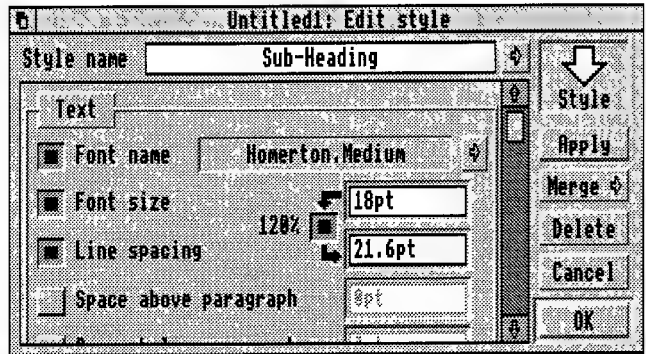 Untitled1: Edit style
Style name Sub-Heading
Style
Text
Font name Homerton.Medium
Apply
Merge
Font size 18pt
120%
Delete
Line spacing 21.6pt
Cancel
Space above paragraph 0pt
OK